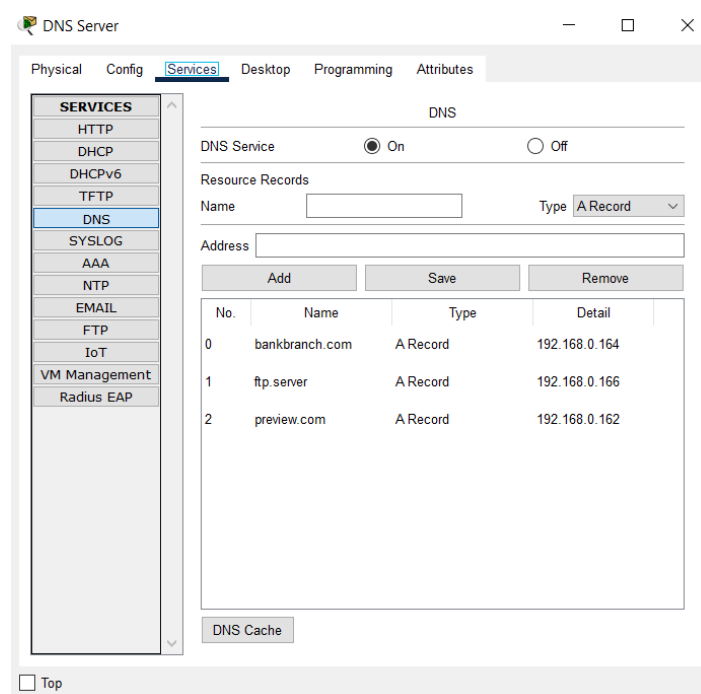 DNS Server
Physical Config Services Desktop Programming Attributes
SERVICES
HTTP
DHCP
DHCPv6
TFTP
DNS
SYSLOG
AAA
NTP
EMAIL
FTP
IoT
VM Management
Radius EAP
DNS
DNS Service On Off
Resource Records
Name Type A Record
Address
Add Save Remove
No. Name Type Detail
0 bankbranch.com A Record 192.168.0.164
1 ftp.server A Record 192.168.0.166
2 preview.com A Record 192.168.0.162
DNS Cache
Top